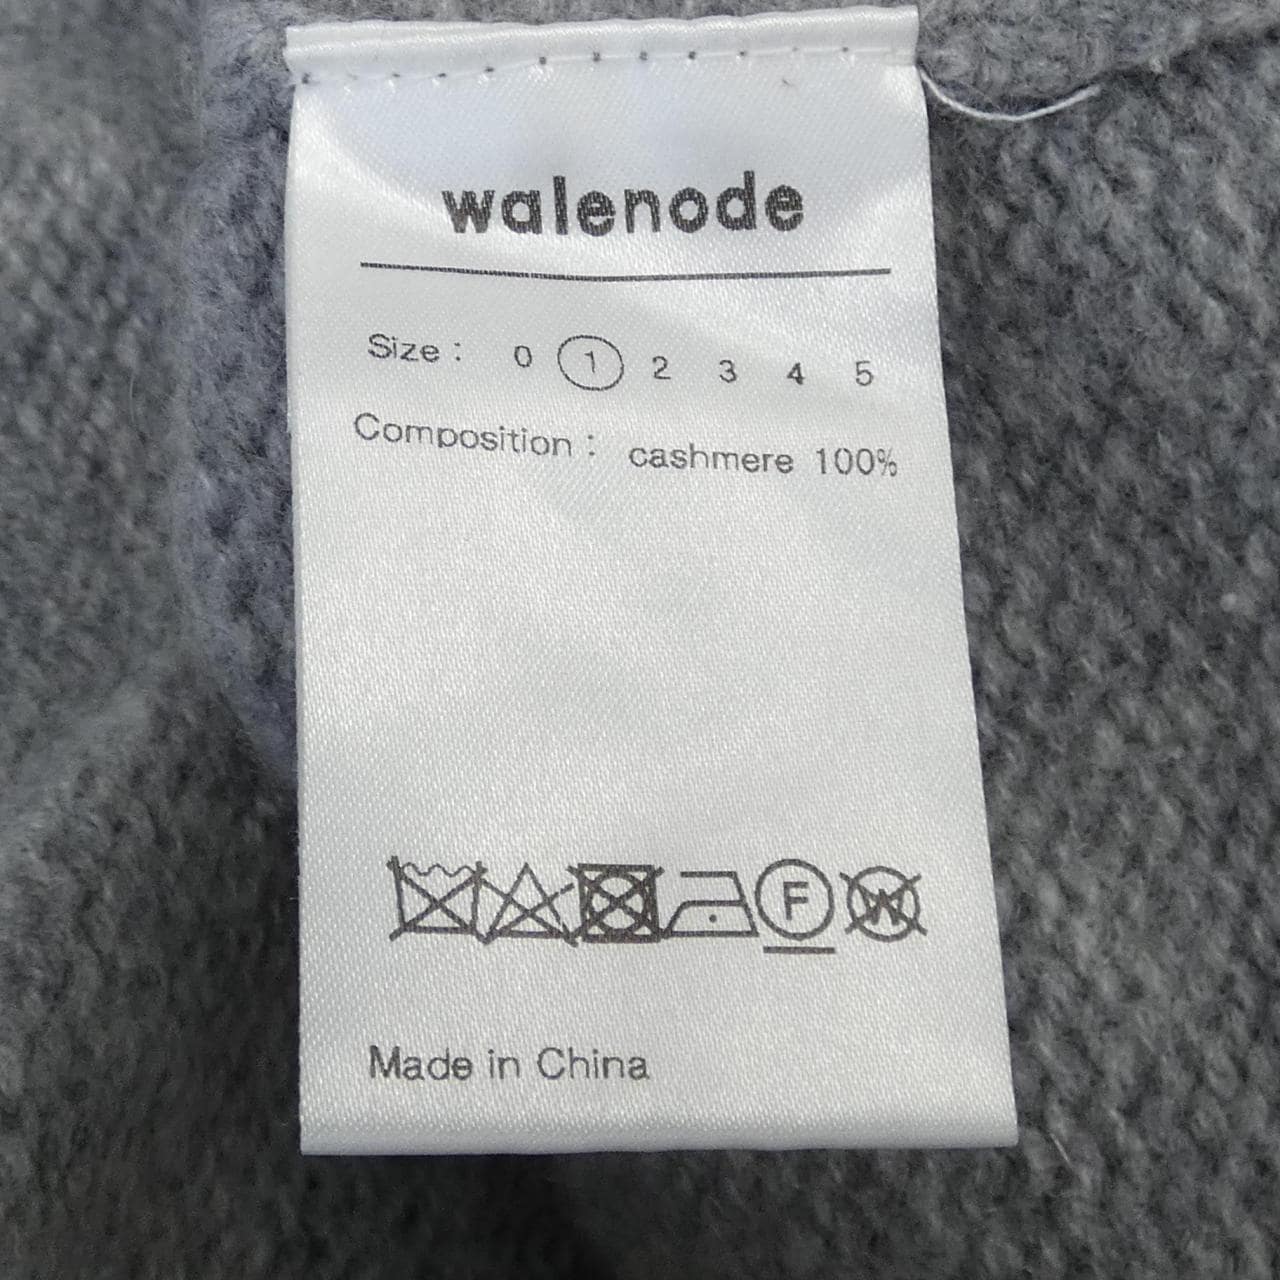 walenode
Size : 0 1 2 3 4 5
Composition : cashmere 100%
F W
Made in China